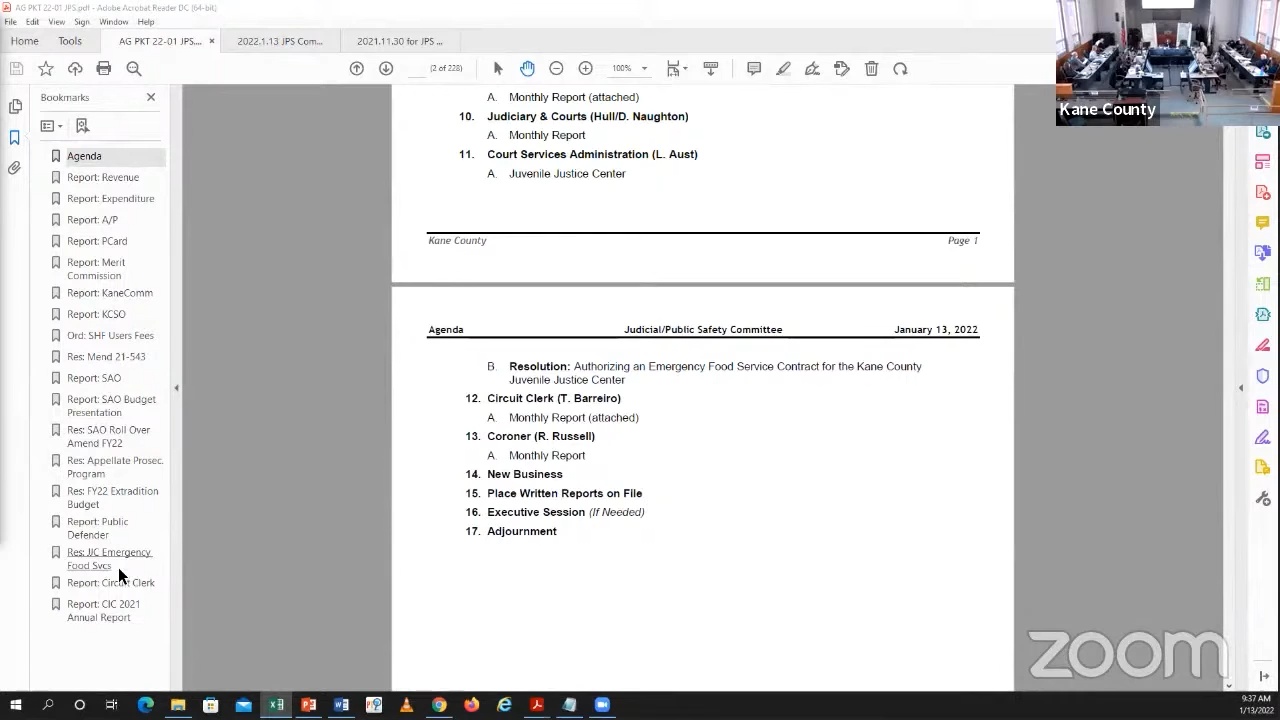 AG PKT 22-01 JPS.pdf - Adobe Acrobat Reader DC (64-bit)
File Edit View Sign Window Help
Home Tools AG PKT 22-01 JPS,... × 2022.1.13 JPS Com... 2021.11.30 for JPS ...
(2 of 228) 100%
Bookmarks
Agenda
Report: Revenue
Report: Expenditure
Report: A/P
Report: PCard
Report: Merit
Commission
Report: KaneComm
Report: KCSO
Ord: SHF Users Fees
Res: Mend 21-543
Report: SAO
Report: SAO Budget
Presentation
Res: SAO Roll Over
Amend FY22
Res: Appellate Prosec.
Program
Res: FY22 Extradition
Budget
Report: Public
Defender
Res: JJC Emergency
Food Svcs
Report: Circuit Clerk
Report: CIC 2021
Annual Report
A. Monthly Report (attached)
10. Judiciary & Courts (Hull/D. Naughton)
A. Monthly Report
11. Court Services Administration (L. Aust)
A. Juvenile Justice Center
Kane County Page 1
Agenda Judicial/Public Safety Committee January 13, 2022
B. Resolution: Authorizing an Emergency Food Service Contract for the Kane County
Juvenile Justice Center
12. Circuit Clerk (T. Barreiro)
A. Monthly Report (attached)
13. Coroner (R. Russell)
A. Monthly Report
14. New Business
15. Place Written Reports on File
16. Executive Session (If Needed)
17. Adjournment
Kane County
zoom
9:37 AM
1/13/2022